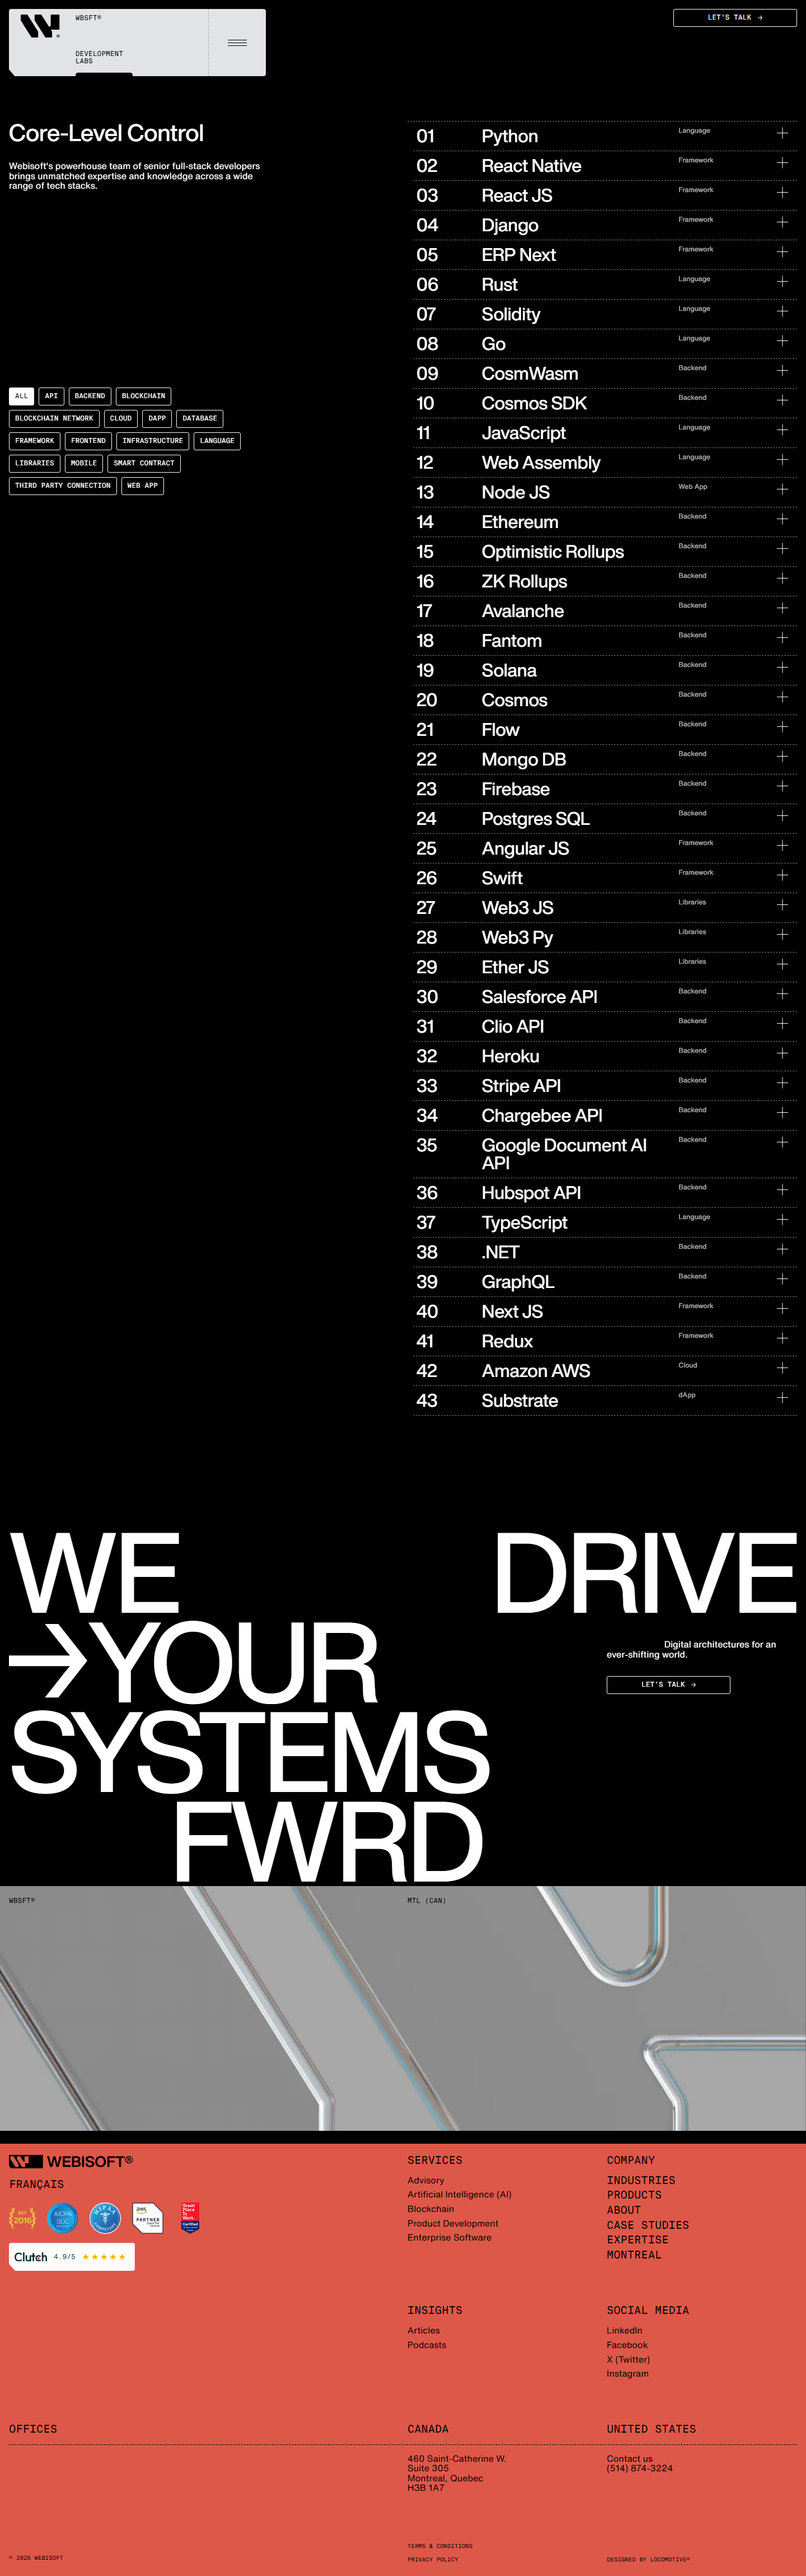 WBSFT®
DEVELOPMENT
LABS
LET'S TALK →
Core-Level Control
Webisoft's powerhouse team of senior full-stack developers
brings unmatched expertise and knowledge across a wide
range of tech stacks.
ALL API BACKEND BLOCKCHAIN
BLOCKCHAIN NETWORK CLOUD DAPP DATABASE
FRAMEWORK FRONTEND INFRASTRUCTURE LANGUAGE
LIBRARIES MOBILE SMART CONTRACT
THIRD PARTY CONNECTION WEB APP
01 Python Language
02 React Native Framework
03 React JS Framework
04 Django Framework
05 ERP Next Framework
06 Rust Language
07 Solidity Language
08 Go Language
09 CosmWasm Backend
10 Cosmos SDK Backend
11 JavaScript Language
12 Web Assembly Language
13 Node JS Web App
14 Ethereum Backend
15 Optimistic Rollups Backend
16 ZK Rollups Backend
17 Avalanche Backend
18 Fantom Backend
19 Solana Backend
20 Cosmos Backend
21 Flow Backend
22 Mongo DB Backend
23 Firebase Backend
24 Postgres SQL Backend
25 Angular JS Framework
26 Swift Framework
27 Web3 JS Libraries
28 Web3 Py Libraries
29 Ether JS Libraries
30 Salesforce API Backend
31 Clio API Backend
32 Heroku Backend
33 Stripe API Backend
34 Chargebee API Backend
35 Google Document AI Backend
API
36 Hubspot API Backend
37 TypeScript Language
38 .NET Backend
39 GraphQL Backend
40 Next JS Framework
41 Redux Framework
42 Amazon AWS Cloud
43 Substrate dApp
WE DRIVE
→YOUR
SYSTEMS
FWRD
Digital architectures for an
ever-shifting world.
LET'S TALK →
WBSFT® MTL (CAN)
WEBISOFT®
FRANÇAIS
EST
2016
AICPA
SOC
HIPAA
COMPLIANT
aws
PARTNER
Great
Place
To
Work.
Certified
Clutch 4.9/5 ★★★★★
SERVICES
Advisory
Artificial Intelligence (AI)
Blockchain
Product Development
Enterprise Software
COMPANY
INDUSTRIES
PRODUCTS
ABOUT
CASE STUDIES
EXPERTISE
MONTREAL
INSIGHTS
Articles
Podcasts
SOCIAL MEDIA
LinkedIn
Facebook
X (Twitter)
Instagram
OFFICES CANADA UNITED STATES
460 Saint-Catherine W.
Suite 305
Montreal, Quebec
H3B 1A7
Contact us
(514) 874-3224
TERMS & CONDITIONS
© 2026 WEBISOFT PRIVACY POLICY DESIGNED BY LOCOMOTIVE®